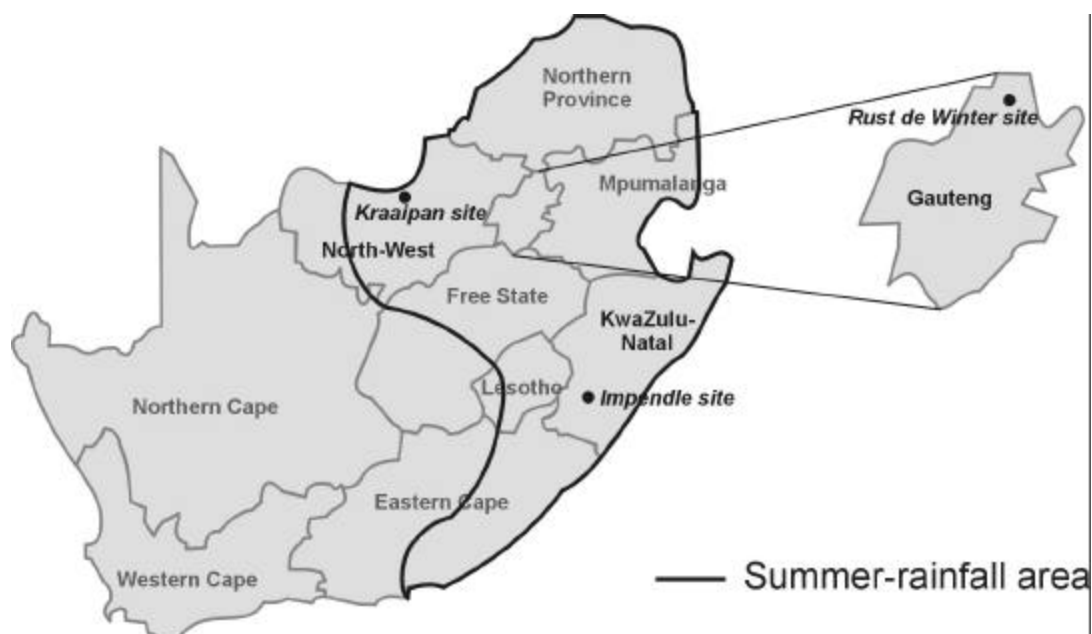 Northern
Province
Rust de Winter site
Mpumalanga
Gauteng
Kraaipan site
North-West
Free State
KwaZulu-
Natal
Lesotho
Impendle site
Northern Cape
Eastern Cape
Western Cape
Summer-rainfall area